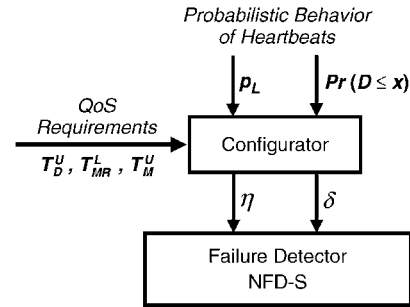 Probabilistic Behavior
of Heartbeats
p_L
Pr (D ≤ x)
QoS
Requirements
T_D^U, T_MR^L, T_M^U
Configurator
η
δ
Failure Detector
NFD-S